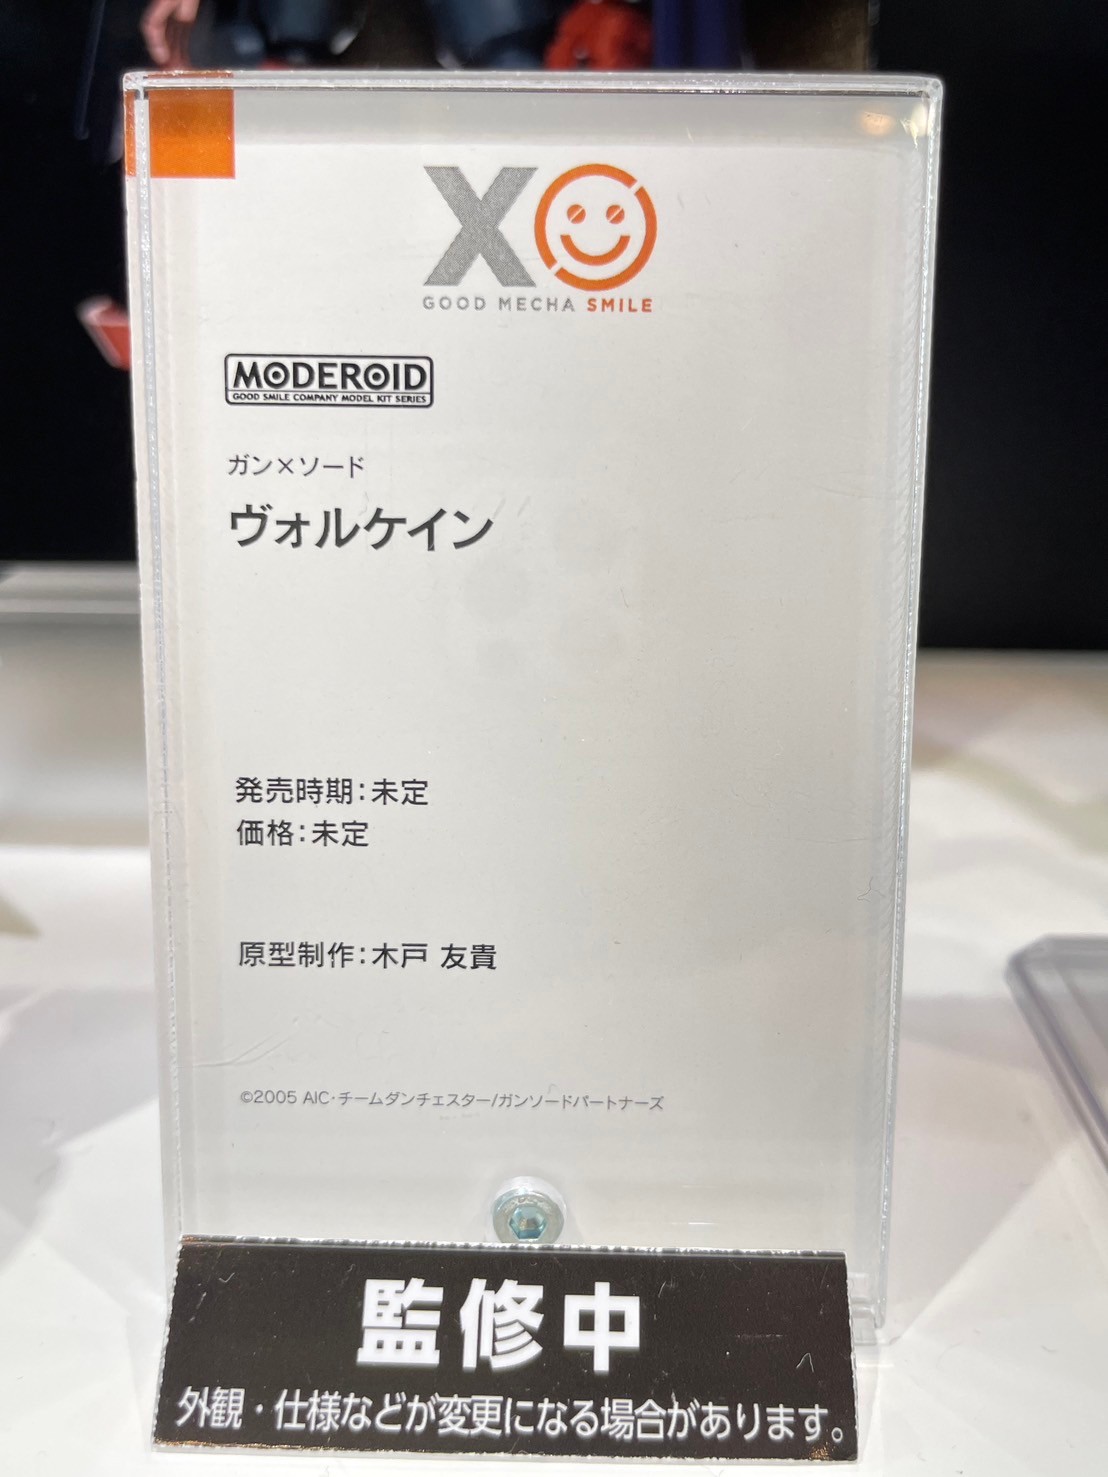 XO
GOOD MECHA SMILE
MODEROID
GOOD SMILE COMPANY MODEL KIT SERIES
ガン×ソード
ヴォルケイン
発売時期：未定
価格：未定
原型制作：木戸 友貴
©2005 AIC・チームダンチェスター/ガンソードパートナーズ
監修中
外観・仕様などが変更になる場合があります。